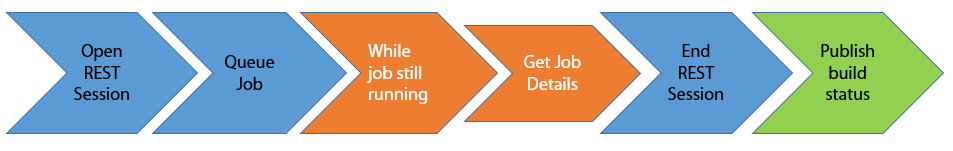 Open
REST
Session
Queue
Job
While
job still
running
Get Job
Details
End
REST
Session
Publish
build
status